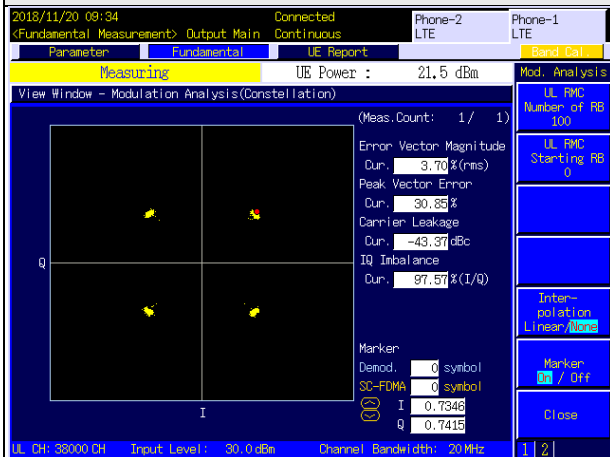 2018/11/20 09:34 Connected Phone-2 Phone-1
<Fundamental Measurement> Output Main Continuous LTE LTE
Parameter Fundamental UE Report Band Cal.
Measuring UE Power : 21.5 dBm Mod. Analysis
View Window - Modulation Analysis(Constellation)
UL RMC
Number of RB
100
(Meas.Count: 1/ 1)
UL RMC
Starting RB
0
Error Vector Magnitude
Cur. 3.70 %(rms)
Peak Vector Error
Cur. 30.85 %
Carrier Leakage
Cur. -43.37 dBc
IQ Imbalance
Cur. 97.57 %(I/Q)
Q
I
Inter-
polation
Linear/None
Marker
Demod. 0 symbol
SC-FDMA 0 symbol
I 0.7346
Q 0.7415
Marker
On / Off
Close
UL CH: 38000 CH Input Level: 30.0 dBm Channel Bandwidth: 20 MHz 1 2